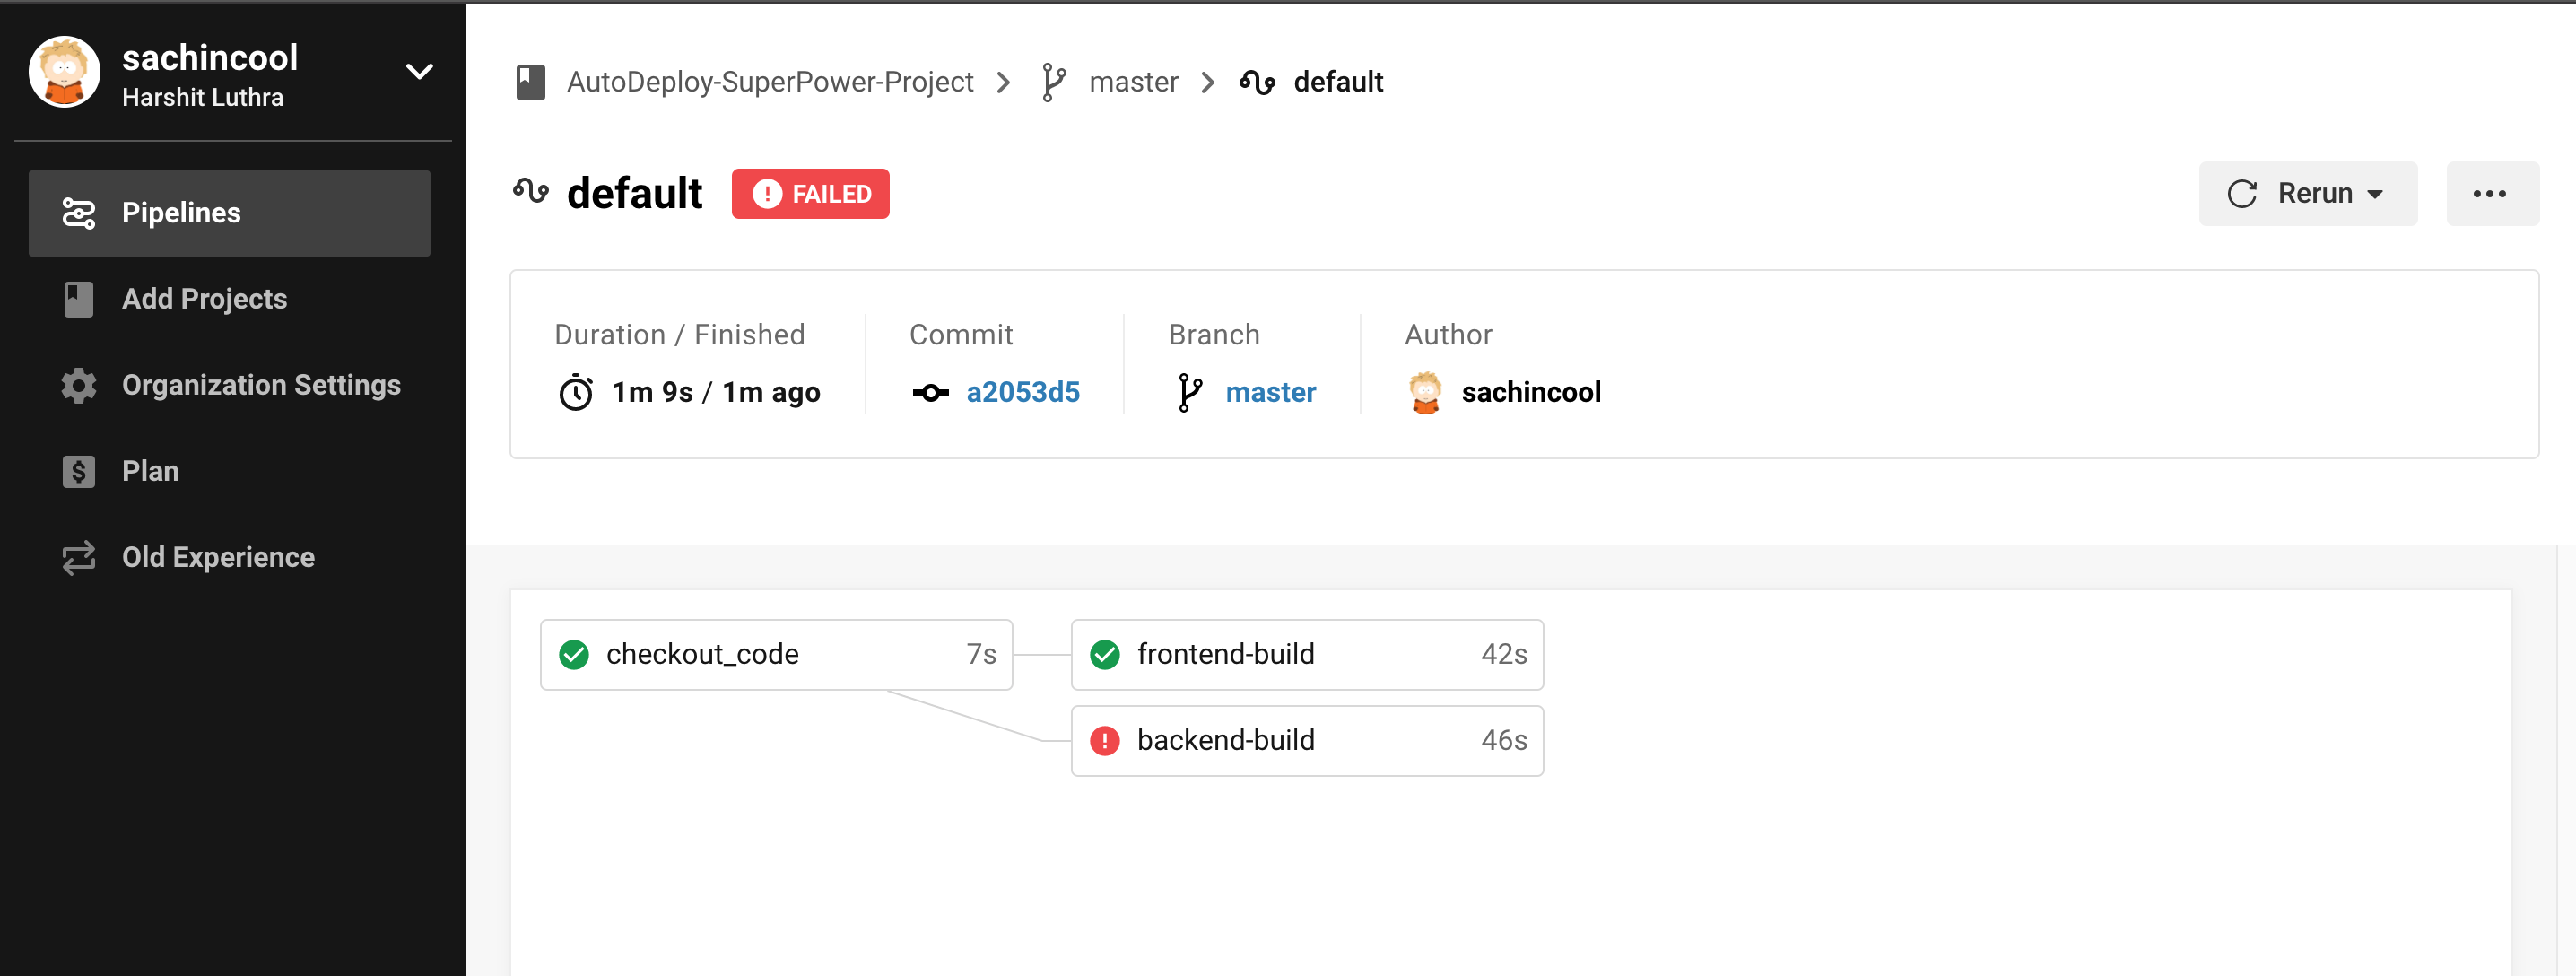 sachincool
Harshit Luthra
Pipelines
Add Projects
Organization Settings
Plan
Old Experience
AutoDeploy-SuperPower-Project > master > default
default FAILED
Rerun
Duration / Finished Commit Branch Author
1m 9s / 1m ago a2053d5 master sachincool
checkout_code 7s frontend-build 42s
backend-build 46s